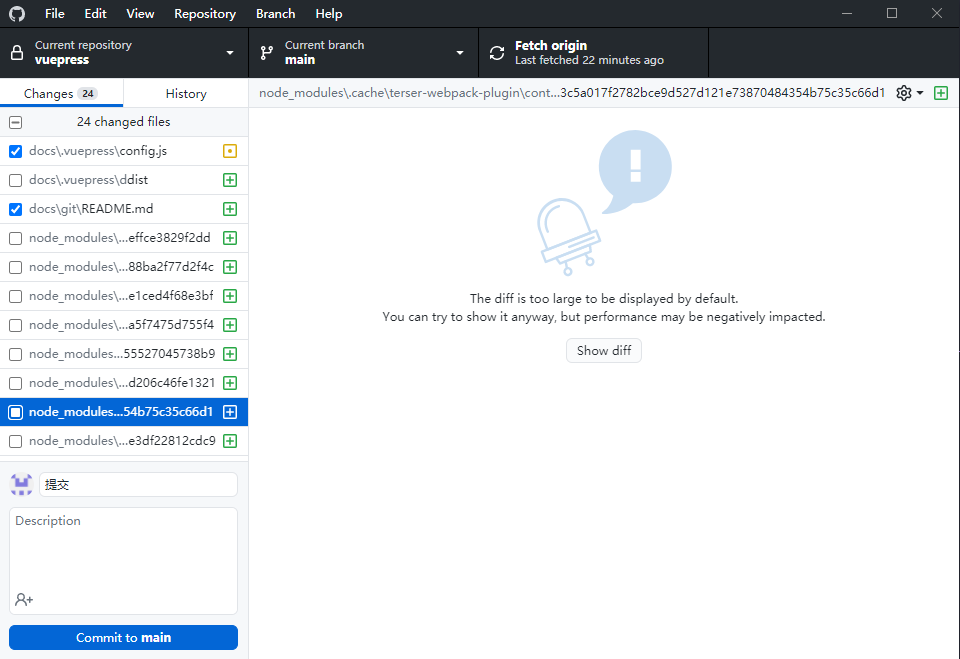 File Edit View Repository Branch Help
Current repository
vuepress
Current branch
main
Fetch origin
Last fetched 22 minutes ago
Changes 24
History
node_modules\.cache\terser-webpack-plugin\cont...3c5a017f2782bce9d527d121e73870484354b75c35c66d1
24 changed files
docs\.vuepress\config.js
docs\.vuepress\ddist
docs\git\README.md
node_modules\...effce3829f2dd
node_modules\...88ba2f77d2f4c
node_modules\...e1ced4f68e3bf
node_modules\...a5f7475d755f4
node_modules...55527045738b9
node_modules\...d206c46fe1321
node_modules...54b75c35c66d1
node_modules\...e3df22812cdc9
The diff is too large to be displayed by default.
You can try to show it anyway, but performance may be negatively impacted.
Show diff
提交
Description
Commit to main